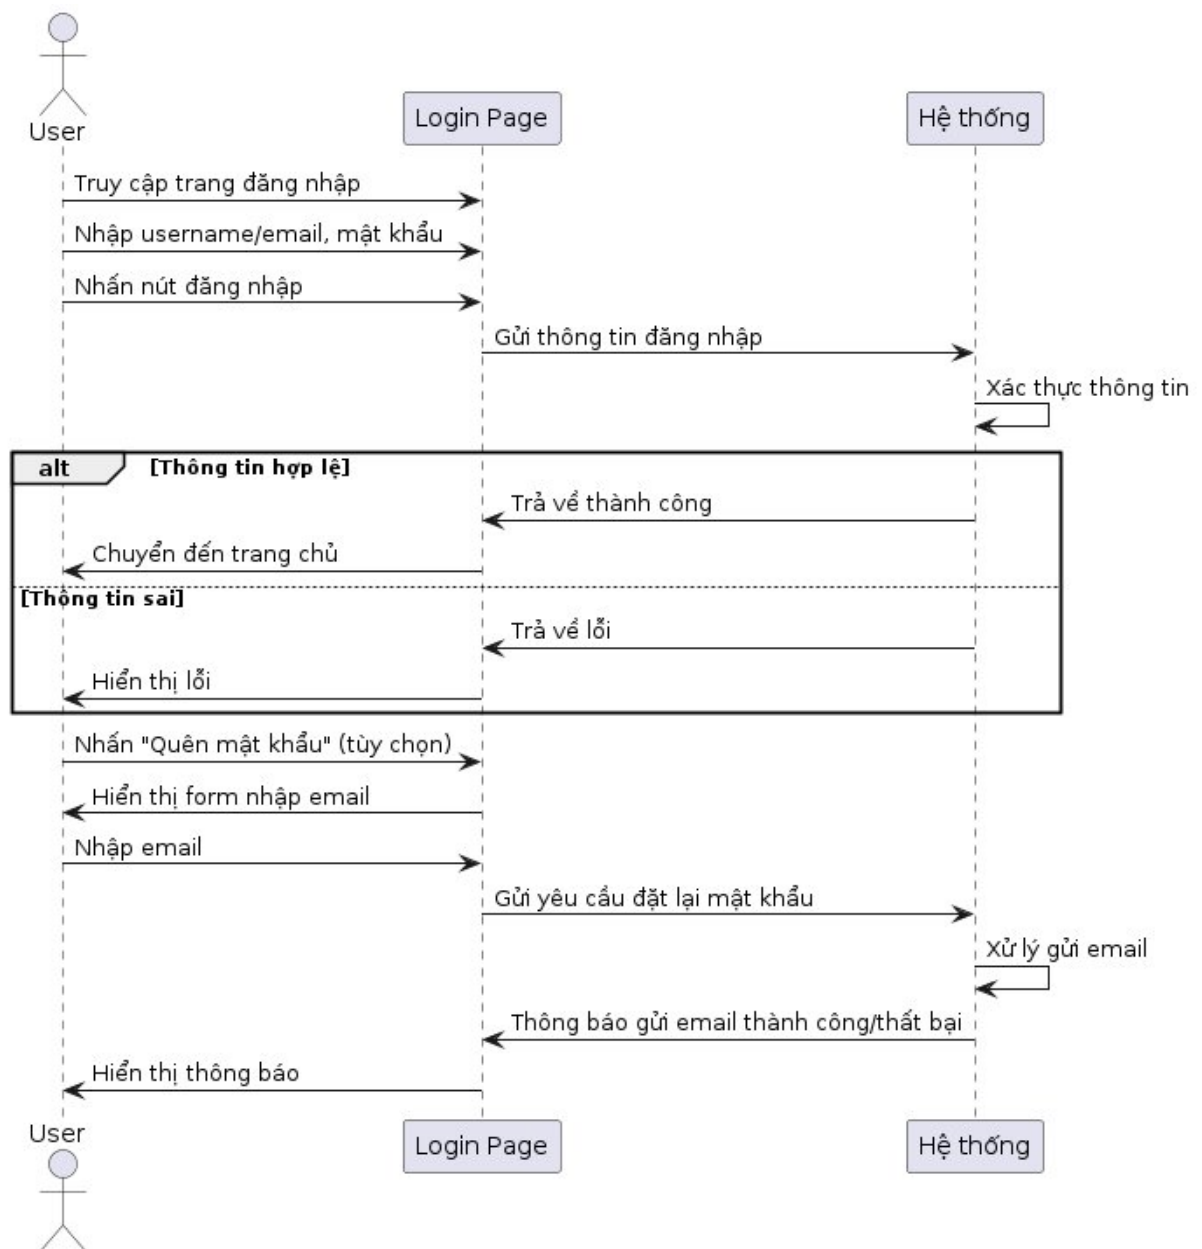 User
Login Page
Hệ thống
Truy cập trang đăng nhập
Nhập username/email, mật khẩu
Nhấn nút đăng nhập
Gửi thông tin đăng nhập
Xác thực thông tin
alt [Thông tin hợp lệ]
Trả về thành công
Chuyển đến trang chủ
[Thông tin sai]
Trả về lỗi
Hiển thị lỗi
Nhấn "Quên mật khẩu" (tùy chọn)
Hiển thị form nhập email
Nhập email
Gửi yêu cầu đặt lại mật khẩu
Xử lý gửi email
Thông báo gửi email thành công/thất bại
Hiển thị thông báo
User
Login Page
Hệ thống